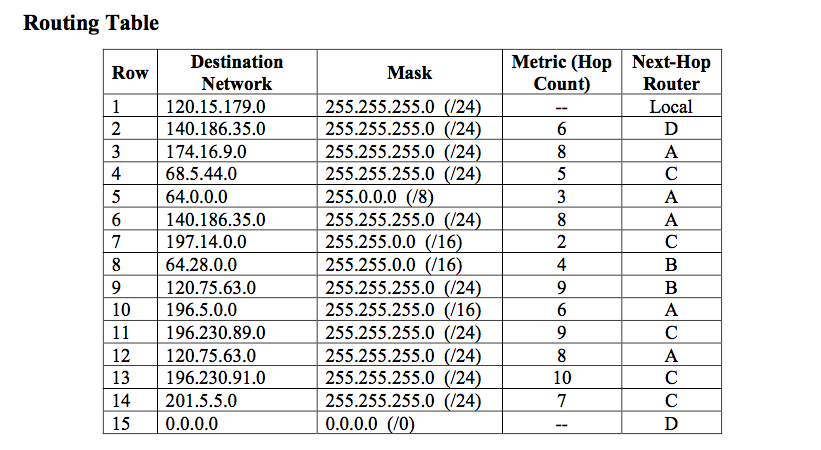 Routing Table
Row Destination Network Mask Metric (Hop Count) Next-Hop Router
1 120.15.179.0 255.255.255.0 (/24) -- Local
2 140.186.35.0 255.255.255.0 (/24) 6 D
3 174.16.9.0 255.255.255.0 (/24) 8 A
4 68.5.44.0 255.255.255.0 (/24) 5 C
5 64.0.0.0 255.0.0.0 (/8) 3 A
6 140.186.35.0 255.255.255.0 (/24) 8 A
7 197.14.0.0 255.255.0.0 (/16) 2 C
8 64.28.0.0 255.255.0.0 (/16) 4 B
9 120.75.63.0 255.255.255.0 (/24) 9 B
10 196.5.0.0 255.255.255.0 (/16) 6 A
11 196.230.89.0 255.255.255.0 (/24) 9 C
12 120.75.63.0 255.255.255.0 (/24) 8 A
13 196.230.91.0 255.255.255.0 (/24) 10 C
14 201.5.5.0 255.255.255.0 (/24) 7 C
15 0.0.0.0 0.0.0.0 (/0) -- D